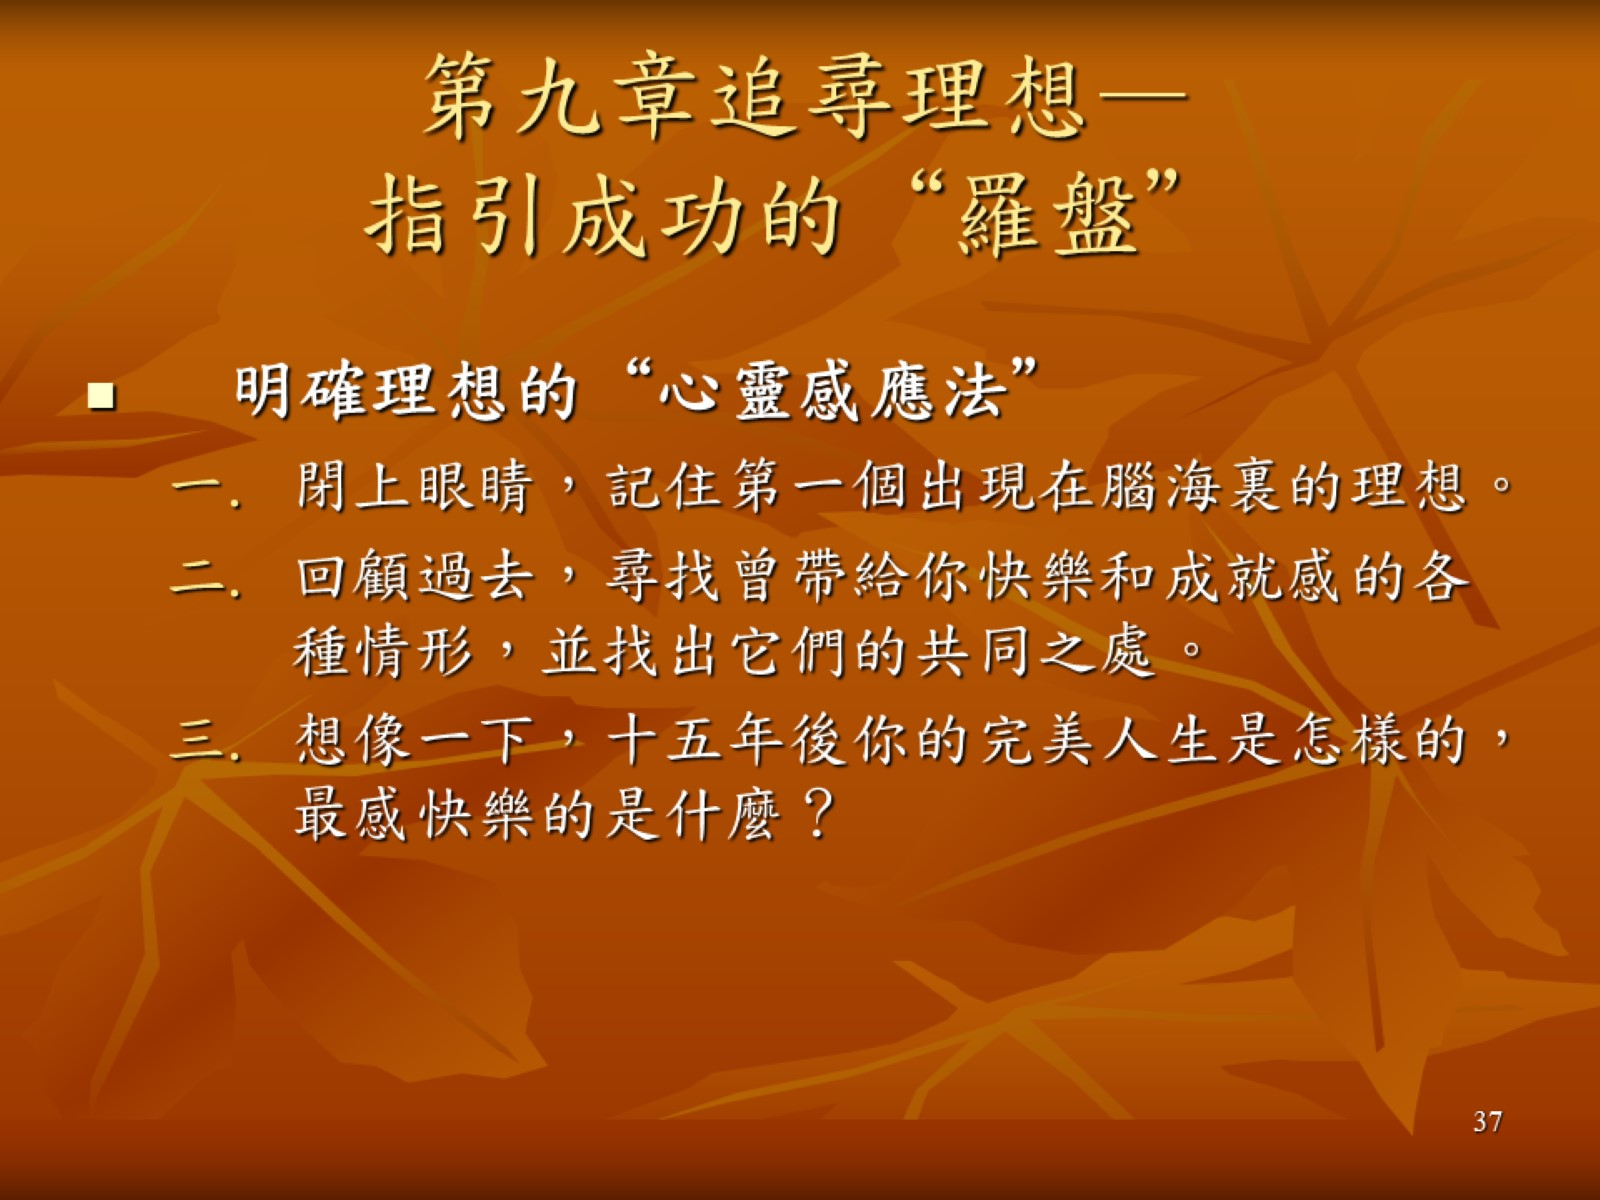 第九章追尋理想—
指引成功的“羅盤”
明確理想的“心靈感應法”
一. 閉上眼睛，記住第一個出現在腦海裏的理想。
二. 回顧過去，尋找曾帶給你快樂和成就感的各
種情形，並找出它們的共同之處。
三. 想像一下，十五年後你的完美人生是怎樣的，
最感快樂的是什麼？
37